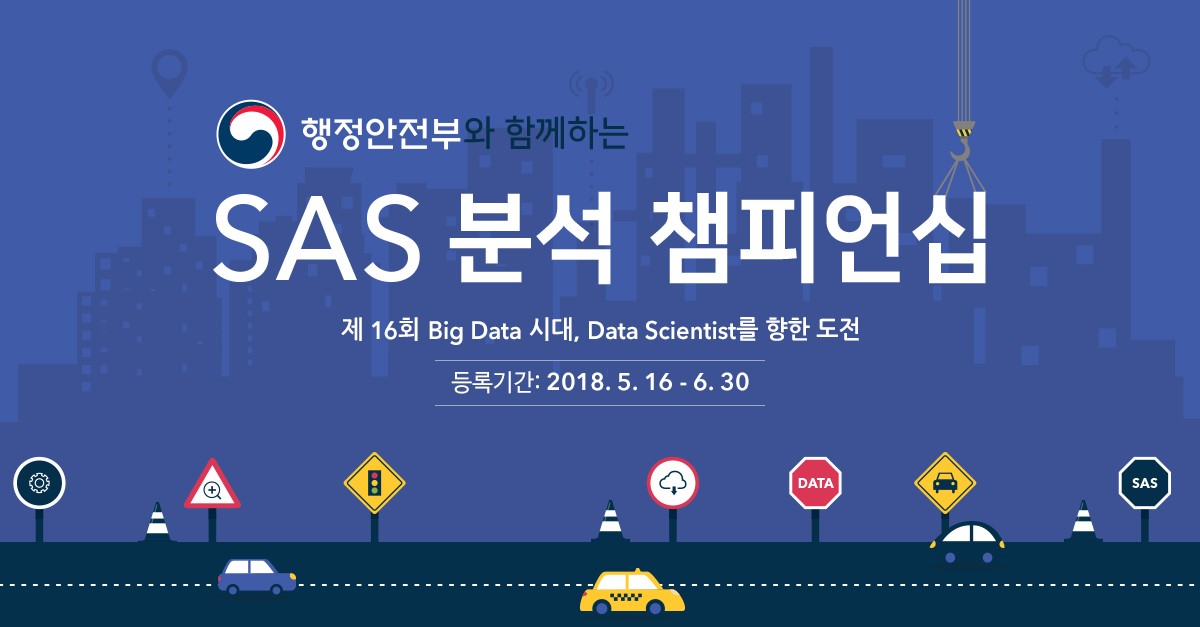 행정안전부와 함께하는
SAS 분석 챔피언십
제 16회 Big Data 시대, Data Scientist를 향한 도전
등록기간: 2018. 5. 16 - 6. 30
DATA
SAS